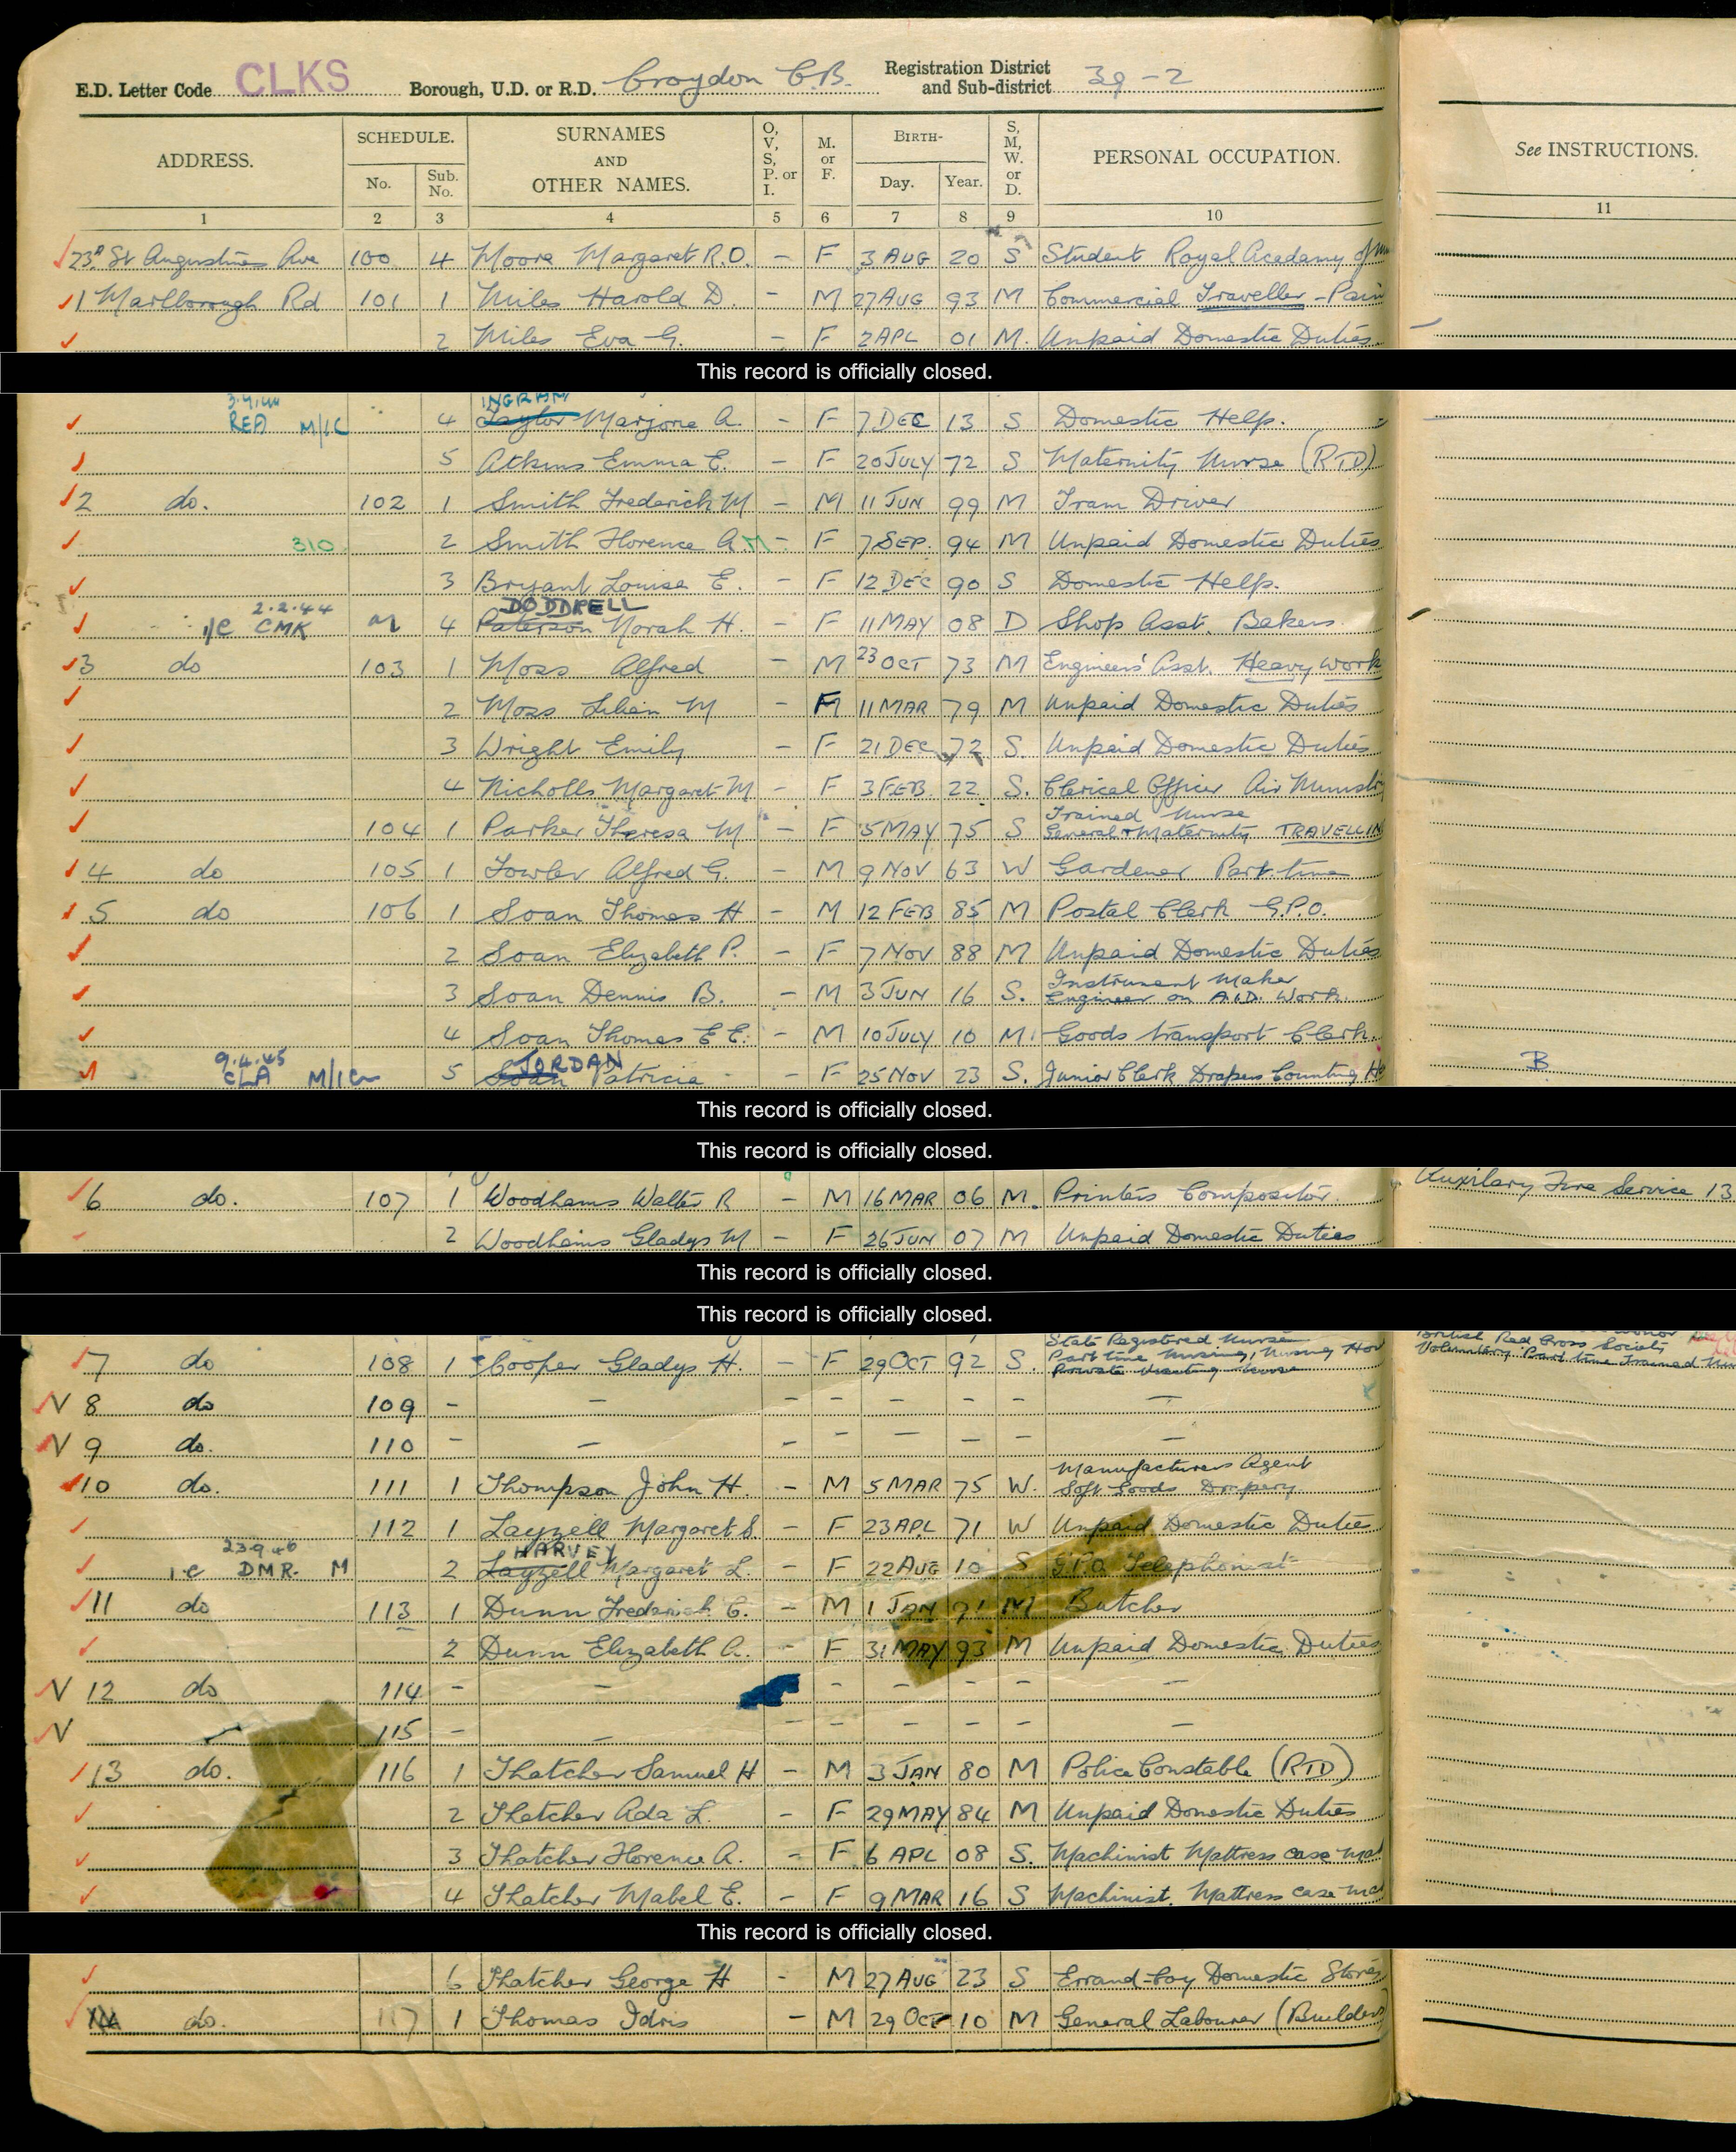 E.D. Letter Code CLKS Borough, U.D. or R.D. Croydon C.B. Registration District and Sub-district 39-2
ADDRESS. SCHEDULE. No. Sub. No. SURNAMES AND OTHER NAMES. O, V, S, P. or I. M. or F. BIRTH- Day. Year. S, M, W. or D. PERSONAL OCCUPATION. See INSTRUCTIONS.
1 2 3 4 5 6 7 8 9 10 11
23A St Augustines Ave 100 4 Moore Margaret R.O. - F 3 AUG 20 S Student Royal Acedamy of
1 Marlborough Rd 101 1 Miles Harold D. - M 27 AUG 93 M Commercial Traveller - Pain
2 Miles Eva G. - F 2 APL 01 M. Unpaid Domestic Duties
This record is officially closed.
INGRAM
REA M/IC 4 Taylor Marjorie A. - F 7 DEC 13 S Domestic Help.
5 Atkins Emma E. - F 20 JULY 72 S Maternity Nurse (RTD)
2 do. 102 1 Smith Frederick M - M 11 JUN 99 M Tram Driver
310 2 Smith Florence A.M - F 7 SEP. 94 M Unpaid Domestic Duties
3 Bryant Louise E. - F 12 DEC 90 S Domestic Help.
2.2.44 DODDRELL
CMK 4 Paterson Norah H. - F 11 MAY 08 D Shop Asst. Bakers
3 do 103 1 Moss Alfred - M 23 OCT 73 M Engineers' Asst. Heavy Work
2 Moss Lilian M - F 11 MAR 79 M Unpaid Domestic Duties
3 Wright Emily - F 21 DEC 72 S. Unpaid Domestic Duties
4 Nicholls Margaret M - F 3 FEB. 22 S. Clerical Officer Air Ministry
Trained Nurse
104 1 Parker Theresa M - F 5 MAY 75 S General & Maternity TRAVELLIN
4 do 105 1 Fowler Alfred G. - M 9 NOV 63 W Gardener Part-time
5 do 106 1 Soan Thomas H - M 12 FEB 85 M Postal Clerk G.P.O.
2 Soan Elizabeth P. - F 7 NOV 88 M Unpaid Domestic Duties
Instrument Maker
3 Soan Dennis B. - M 3 JUN 16 S. Engineer on A.I.D. Work.
4 Soan Thomas E E. - M 10 JULY 10 M Goods transport Clerk.
9.4.45 JORDAN
CLA 5 Soan Patricia - F 25 NOV 23 S. Junior Clerk Drapers Counting Ho B
This record is officially closed.
This record is officially closed.
6 do. 107 1 Woodhams Walter R - M 16 MAR 06 M. Printers Compositor. Auxilary Fire Service 13
2 Woodhams Gladys M - F 26 JUN 07 M Unpaid Domestic Duties
This record is officially closed.
This record is officially closed.
State Registered Nurse British Red Cross Society
7 do 108 1 Cooper Gladys H. - F 29 OCT 92 S. Part time Nursing, Nursing Hom Voluntary Part time Trained Nur
Private Visiting Nurse
V 8 do 109 - - - - - - - -
V 9 do. 110 - - - - - - - -
Manufacturers Agent
10 do. 111 1 Thompson John H. - M 5 MAR 75 W. Soft Goods Drapery.
112 1 Layzell Margaret S. - F 23 APL 71 W Unpaid Domestic Duties
23.9.46 HARVEY
DMR. M 2 Layzell Margaret L. - F 22 AUG 10 S G.P.O. Telephonist
11 do 113 1 Dunn Frederick C. - M 1 JAN 91 M Butcher
2 Dunn Elizabeth A. - F 31 MAY 93 M Unpaid Domestic Duties
V 12 do 114 - - - - - - -
V 115 - - - - - - - -
13 do. 116 1 Thatcher Samuel H - M 3 JAN 80 M Police Constable (RTD)
2 Thatcher Ada L. - F 29 MAY 84 M Unpaid Domestic Duties
3 Thatcher Florence A. - F 6 APL 08 S. Machinist Mattress case mak
4 Thatcher Mabel E. - F 9 MAR 16 S Machinist. Mattress case mak
This record is officially closed.
6 Thatcher George H - M 27 AUG 23 S Errand-boy Domestic Stores
do. 117 1 Thomas Idris - M 29 OCT 10 M General Labourer (Builders)